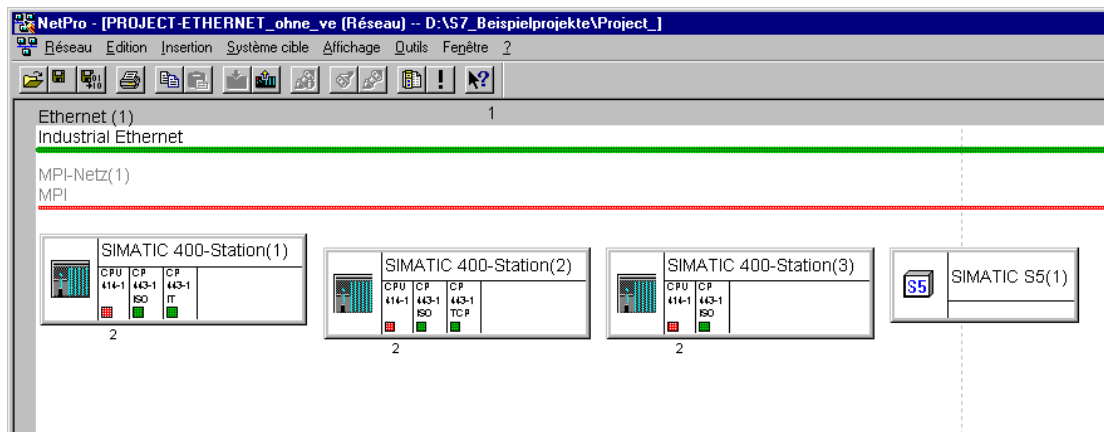 NetPro - [PROJECT-ETHERNET_ohne_ve (Réseau) -- D:\S7_Beispielprojekte\Project_]
Réseau Edition Insertion Système cible Affichage Outils Fenêtre ?
Ethernet (1) 1
Industrial Ethernet
MPI-Netz(1)
MPI
SIMATIC 400-Station(1)
CPU 414-1
CP 443-1 ISO
CP 443-1 IT
2
SIMATIC 400-Station(2)
CPU 414-1
CP 443-1 ISO
CP 443-1 TCP
2
SIMATIC 400-Station(3)
CPU 414-1
CP 443-1 ISO
2
S5
SIMATIC S5(1)